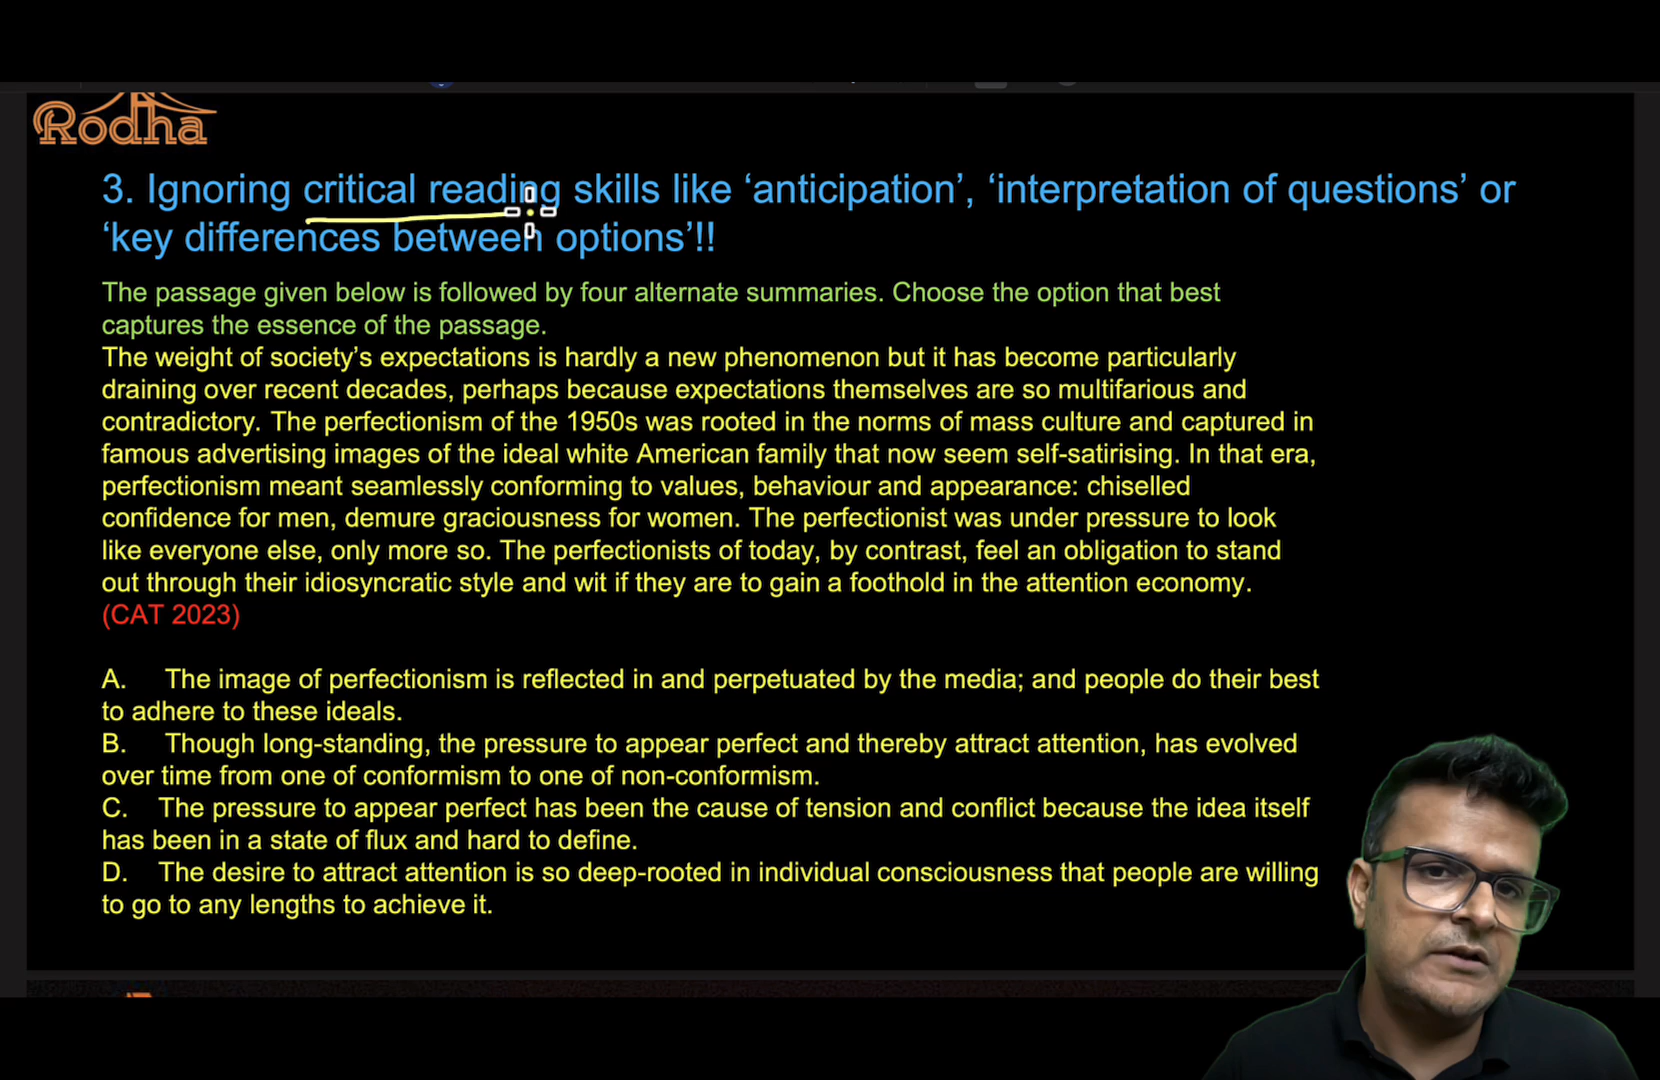 Rodha
3. Ignoring critical reading skills like ‘anticipation’, ‘interpretation of questions’ or
‘key differences between options’!!
The passage given below is followed by four alternate summaries. Choose the option that best
captures the essence of the passage.
The weight of society’s expectations is hardly a new phenomenon but it has become particularly
draining over recent decades, perhaps because expectations themselves are so multifarious and
contradictory. The perfectionism of the 1950s was rooted in the norms of mass culture and captured in
famous advertising images of the ideal white American family that now seem self-satirising. In that era,
perfectionism meant seamlessly conforming to values, behaviour and appearance: chiselled
confidence for men, demure graciousness for women. The perfectionist was under pressure to look
like everyone else, only more so. The perfectionists of today, by contrast, feel an obligation to stand
out through their idiosyncratic style and wit if they are to gain a foothold in the attention economy.
(CAT 2023)
A. The image of perfectionism is reflected in and perpetuated by the media; and people do their best
to adhere to these ideals.
B. Though long-standing, the pressure to appear perfect and thereby attract attention, has evolved
over time from one of conformism to one of non-conformism.
C. The pressure to appear perfect has been the cause of tension and conflict because the idea itself
has been in a state of flux and hard to define.
D. The desire to attract attention is so deep-rooted in individual consciousness that people are willing
to go to any lengths to achieve it.